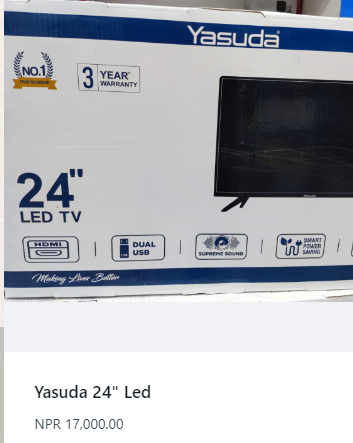 Yasuda
NO.1
3 YEAR*
WARRANTY
24"
LED TV
HDMI
DUAL
USB
SUPREME SOUND
SMART
POWER
SAVING
Making Lives Better
Yasuda 24" Led
NPR 17,000.00